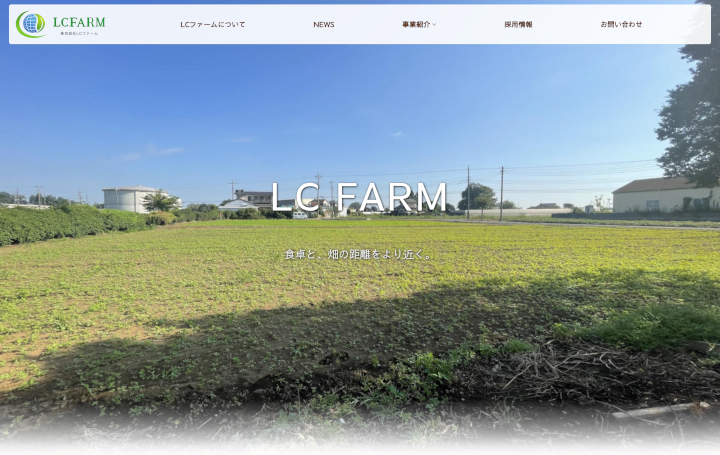 LCFARM
株式会社LCファーム
LCファームについて
NEWS
事業紹介
採用情報
お問い合わせ
LC FARM
食卓と、畑の距離をより近く。